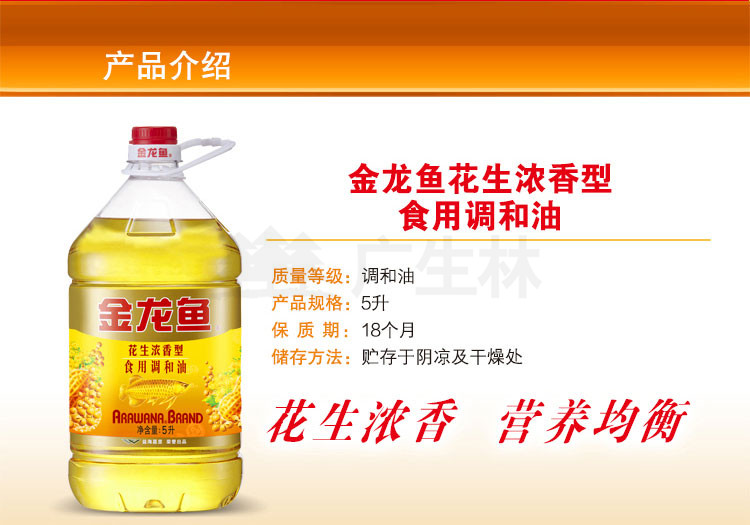 产品介绍
金龙鱼
金龙鱼花生浓香型
食用调和油
广生林
质量等级：调和油
产品规格：5升
保 质 期：18个月
储存方法：贮存于阴凉及干燥处
花生浓香 营养均衡
金龙鱼
花生浓香型
食用调和油
ARAWANA BRAND
净含量:5升